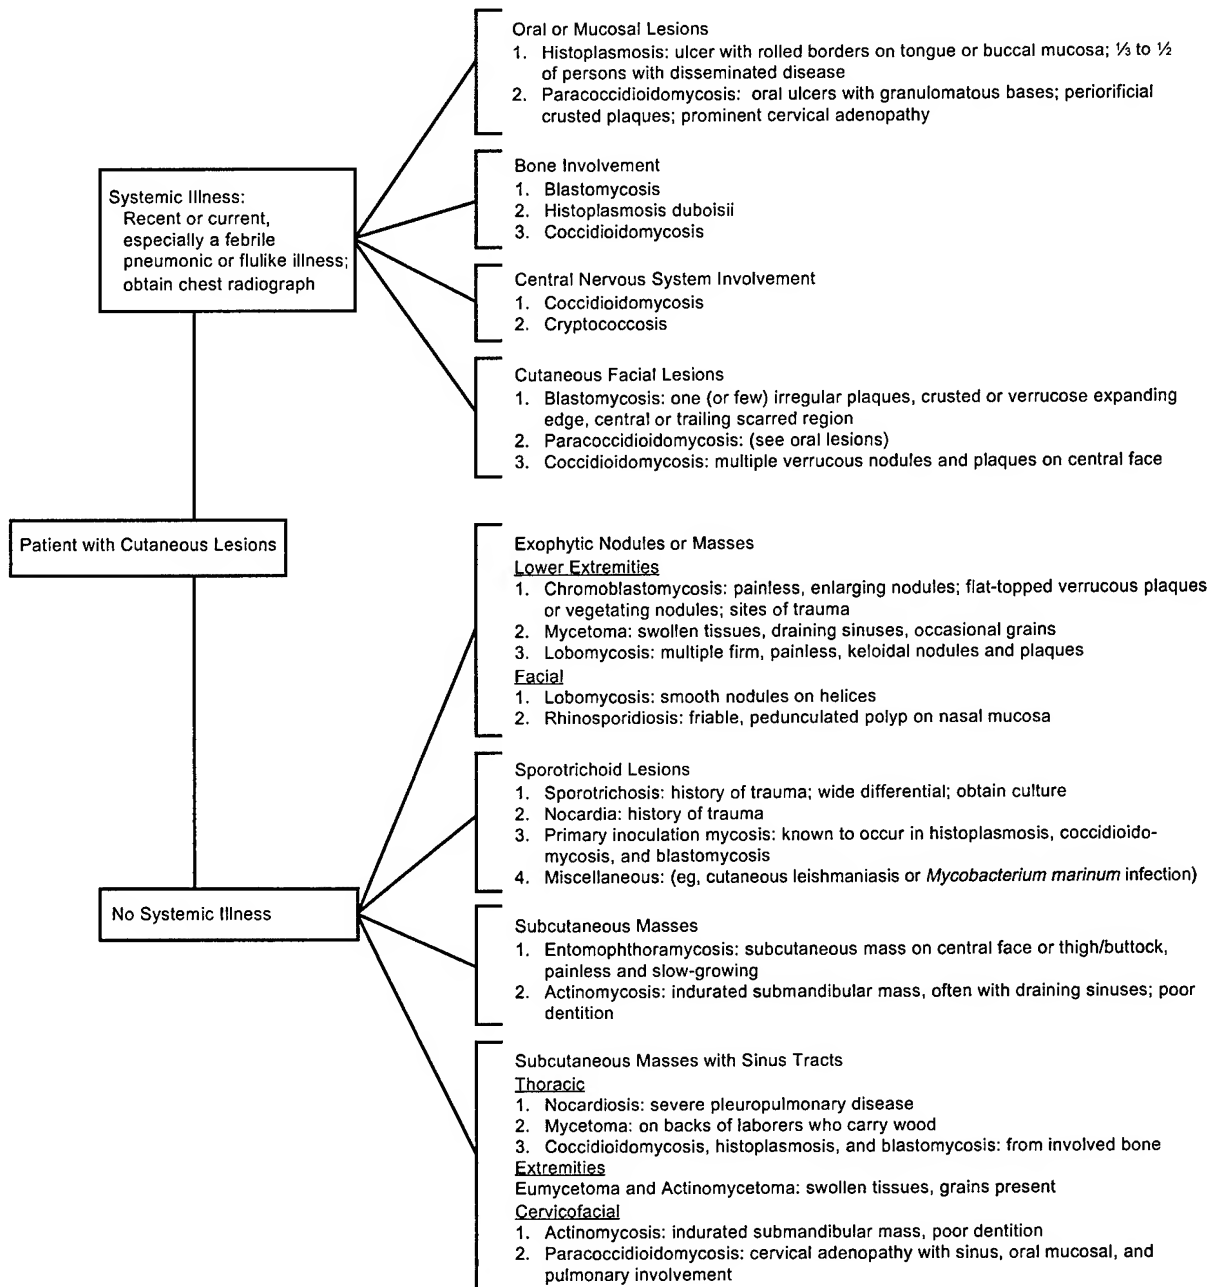 Oral or Mucosal Lesions
1. Histoplasmosis: ulcer with rolled borders on tongue or buccal mucosa; ⅓ to ½
of persons with disseminated disease
2. Paracoccidioidomycosis: oral ulcers with granulomatous bases; periorificial
crusted plaques; prominent cervical adenopathy
Systemic Illness:
Recent or current,
especially a febrile
pneumonic or flulike illness;
obtain chest radiograph
Bone Involvement
1. Blastomycosis
2. Histoplasmosis duboisii
3. Coccidioidomycosis
Central Nervous System Involvement
1. Coccidioidomycosis
2. Cryptococcosis
Cutaneous Facial Lesions
1. Blastomycosis: one (or few) irregular plaques, crusted or verrucose expanding
edge, central or trailing scarred region
2. Paracoccidioidomycosis: (see oral lesions)
3. Coccidioidomycosis: multiple verrucous nodules and plaques on central face
Patient with Cutaneous Lesions
Exophytic Nodules or Masses
Lower Extremities
1. Chromoblastomycosis: painless, enlarging nodules; flat-topped verrucous plaques
or vegetating nodules; sites of trauma
2. Mycetoma: swollen tissues, draining sinuses, occasional grains
3. Lobomycosis: multiple firm, painless, keloidal nodules and plaques
Facial
1. Lobomycosis: smooth nodules on helices
2. Rhinosporidiosis: friable, pedunculated polyp on nasal mucosa
Sporotrichoid Lesions
1. Sporotrichosis: history of trauma; wide differential; obtain culture
2. Nocardia: history of trauma
3. Primary inoculation mycosis: known to occur in histoplasmosis, coccidioido-
mycosis, and blastomycosis
4. Miscellaneous: (eg, cutaneous leishmaniasis or Mycobacterium marinum infection)
No Systemic Illness
Subcutaneous Masses
1. Entomophthoramycosis: subcutaneous mass on central face or thigh/buttock,
painless and slow-growing
2. Actinomycosis: indurated submandibular mass, often with draining sinuses; poor
dentition
Subcutaneous Masses with Sinus Tracts
Thoracic
1. Nocardiosis: severe pleuropulmonary disease
2. Mycetoma: on backs of laborers who carry wood
3. Coccidioidomycosis, histoplasmosis, and blastomycosis: from involved bone
Extremities
Eumycetoma and Actinomycetoma: swollen tissues, grains present
Cervicofacial
1. Actinomycosis: indurated submandibular mass, poor dentition
2. Paracoccidioidomycosis: cervical adenopathy with sinus, oral mucosal, and
pulmonary involvement